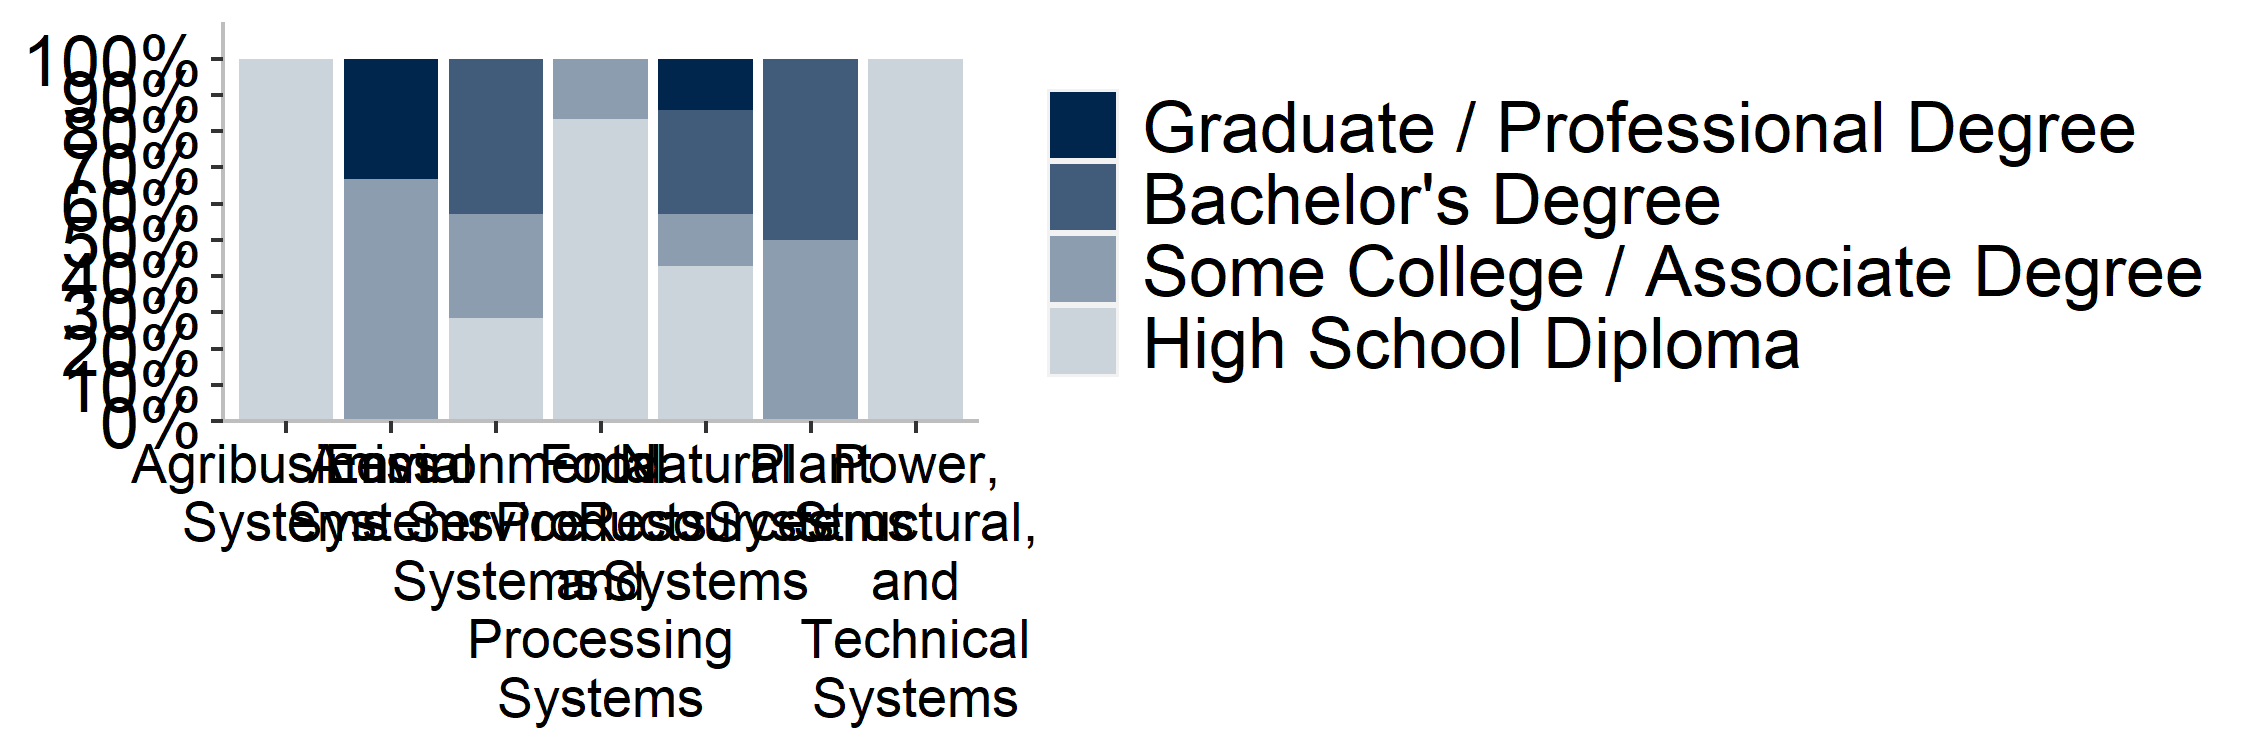 100%
90%
80%
70%
60%
50%
40%
30%
20%
10%
0%
Agribusiness
Systems
Animal
Systems
Environmental
Service
Systems
Food
Products
and
Processing
Systems
Natural
Resources
Systems
Plant
Systems
Power,
Structural,
and
Technical
Systems
Graduate / Professional Degree
Bachelor's Degree
Some College / Associate Degree
High School Diploma